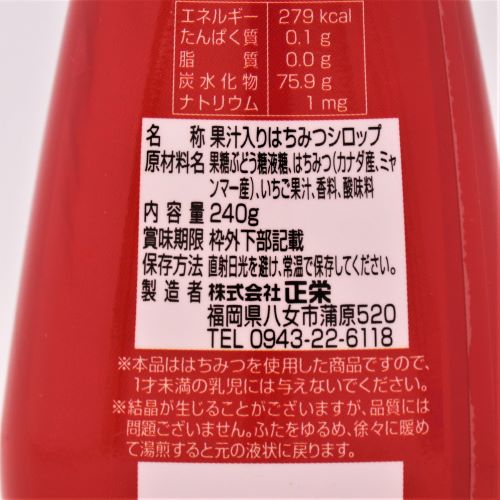 エネルギー 279 kcal
たんぱく質 0.1 g
脂質 0.0 g
炭水化物 75.9 g
ナトリウム 1 mg
名称 果汁入りはちみつシロップ
原材料名 果糖ぶどう糖液糖、はちみつ(カナダ産、ミャ
ンマー産)、いちご果汁、香料、酸味料
内容量 240g
賞味期限 枠外下部記載
保存方法 直射日光を避け、常温で保存してください。
製造者 株式会社 正栄
福岡県八女市蒲原520
TEL 0943-22-6118
※本品ははちみつを使用した商品ですので、
1才未満の乳児には与えないでください。
※結晶が生じることがございますが、品質には
問題ございません。ふたをゆるめ、徐々に暖め
て湯煎すると元の液状に戻ります。